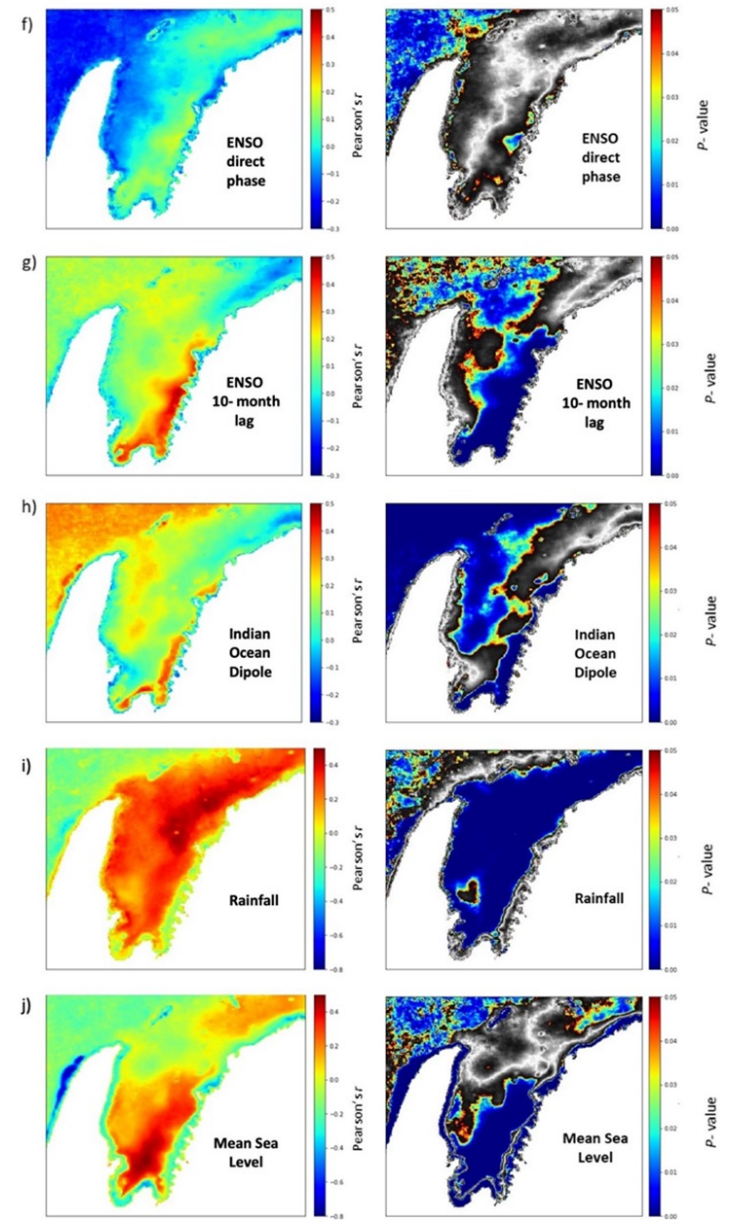 f)
0.5
0.4
0.3
0.2
0.1
0.0
−0.1
−0.2
−0.3
Pearson's r
ENSO
direct
phase
0.05
0.04
0.03
0.02
0.01
0.00
P- value
ENSO
direct
phase
g)
0.5
0.4
0.3
0.2
0.1
0.0
−0.1
−0.2
−0.3
Pearson's r
ENSO
10- month
lag
0.05
0.04
0.03
0.02
0.01
0.00
P- value
ENSO
10- month
lag
h)
0.5
0.4
0.3
0.2
0.1
0.0
−0.1
−0.2
−0.3
Pearson's r
Indian
Ocean
Dipole
0.05
0.04
0.03
0.02
0.01
0.00
P- value
Indian
Ocean
Dipole
i)
0.4
0.2
0.0
−0.2
−0.4
−0.6
−0.8
Pearson's r
Rainfall
0.05
0.04
0.03
0.02
0.01
0.00
P- value
Rainfall
j)
0.4
0.2
0.0
−0.2
−0.4
−0.6
−0.8
Pearson's r
Mean Sea
Level
0.05
0.04
0.03
0.02
0.01
0.00
P- value
Mean Sea
Level